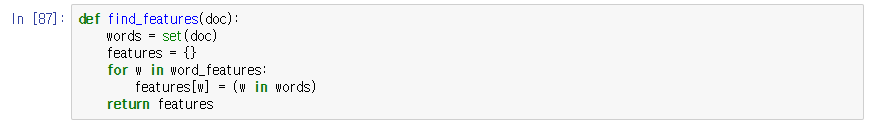 In [87]: def find_features(doc):
    words = set(doc)
    features = {}
    for w in word_features:
        features[w] = (w in words)
    return features